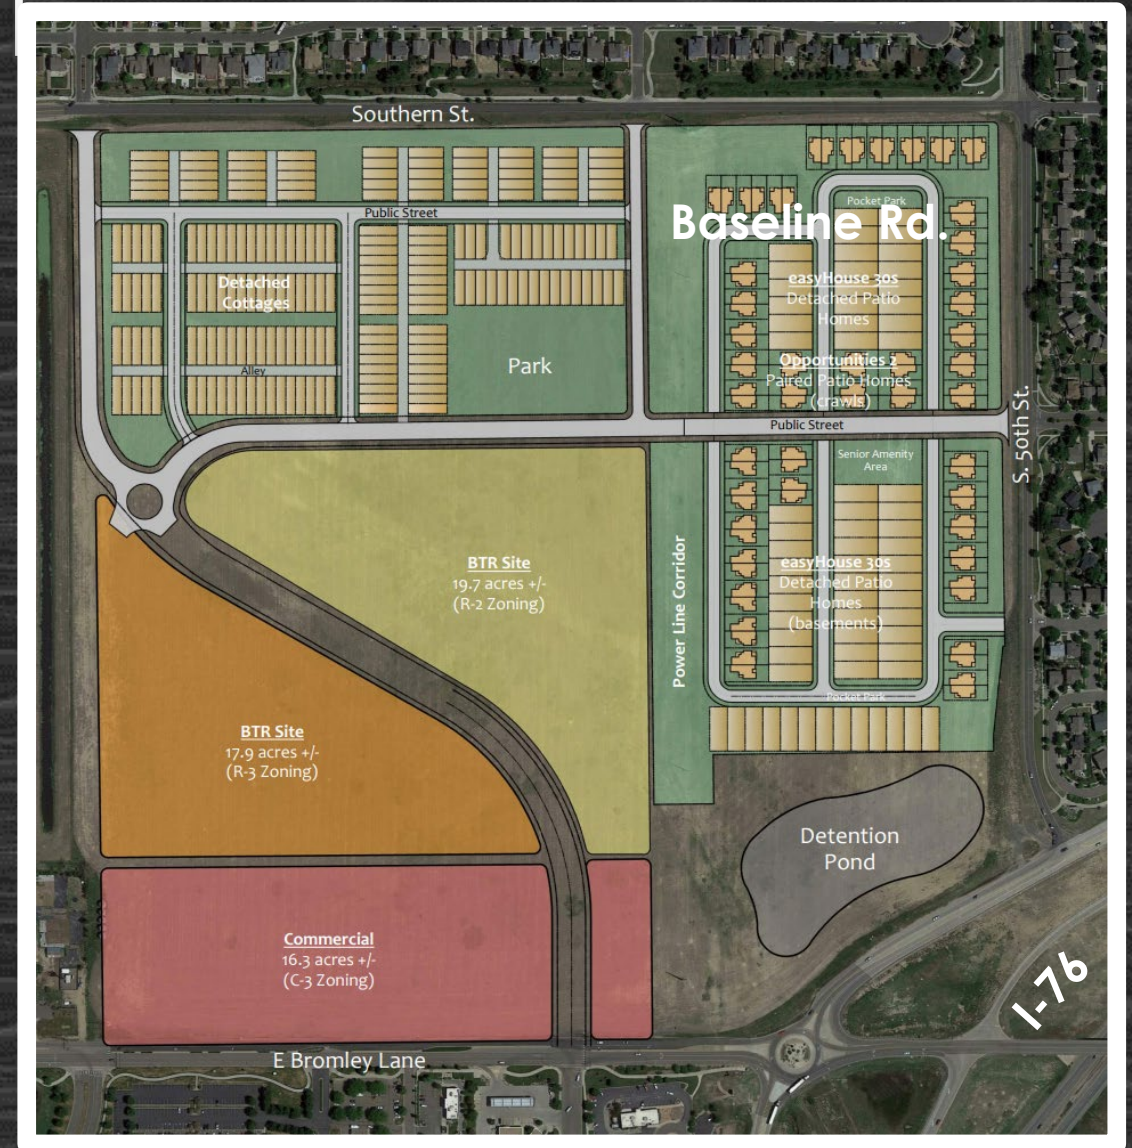 Southern St.
Public Street
Pocket Park
Baseline Rd.
Detached
Cottages
easyHouse 30s
Detached Patio
Homes
Park
Opportunities 2
Paired Patio Homes
(crawls)
Alley
Public Street
S. 50th St.
Senior Amenity
Area
BTR Site
19.7 acres +/-
(R-2 Zoning)
easyHouse 30s
Detached Patio
Homes
(basements)
Power Line Corridor
Pocket Park
BTR Site
17.9 acres +/-
(R-3 Zoning)
Detention
Pond
Commercial
16.3 acres +/-
(C-3 Zoning)
I-76
E Bromley Lane